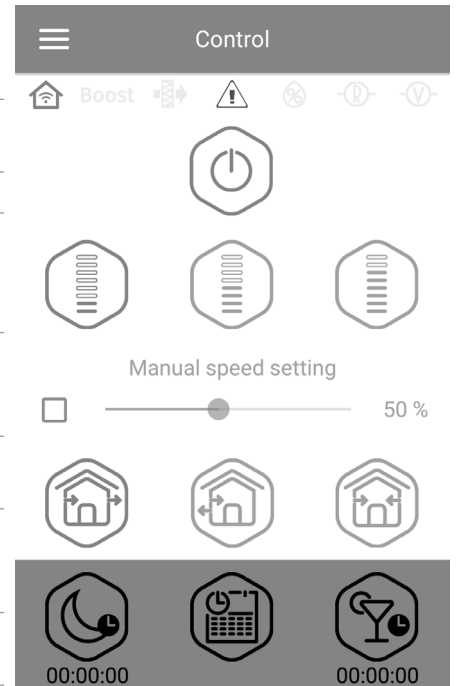 Control
Boost % R V
Manual speed setting
50 %
00:00:00 00:00:00